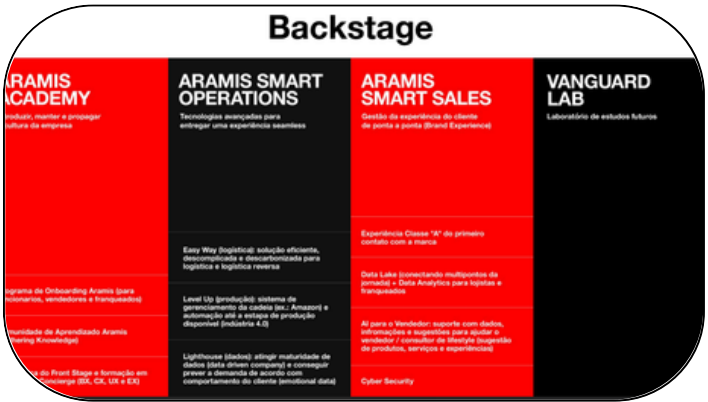 Backstage
ARAMIS
ACADEMY
produzir, manter e propagar
cultura da empresa
ograma de Onboarding Aramis (para
ncionarios, vendedores e franqueados)
munidade de Aprendizado Aramis
hering Knowledge)
a do Front Stage e formação em
Concierge (BX, CX, UX e EX)
ARAMIS SMART
OPERATIONS
Tecnologias avançadas para
entregar uma experiência seamless
Easy Way (logística): solução eficiente,
descomplicada e descarbonizada para
logística e logística reversa
Level Up (produção): sistema de
gerenciamento da cadeia (ex.: Amazon) e
automação até a estapa de produção
disponível (indústria 4.0)
Lighthouse (dados): atingir maturidade de
dados (data driven company) e conseguir
prever a demanda de acordo com
comportamento do cliente (emotional data)
ARAMIS
SMART SALES
Gestão da experiência do cliente
de ponta a ponta (Brand Experience)
Experiência Classe "A" do primeiro
contato com a marca
Data Lake (conectando multipontos da
jornada) + Data Analytics para lojistas e
franqueados
AI para o Vendedor: suporte com dados,
infromações e sugestões para ajudar o
vendedor / consultor de lifestyle (sugestão
de produtos, serviços e experiências)
Cyber Security
VANGUARD
LAB
Laboratório de estudos futuros